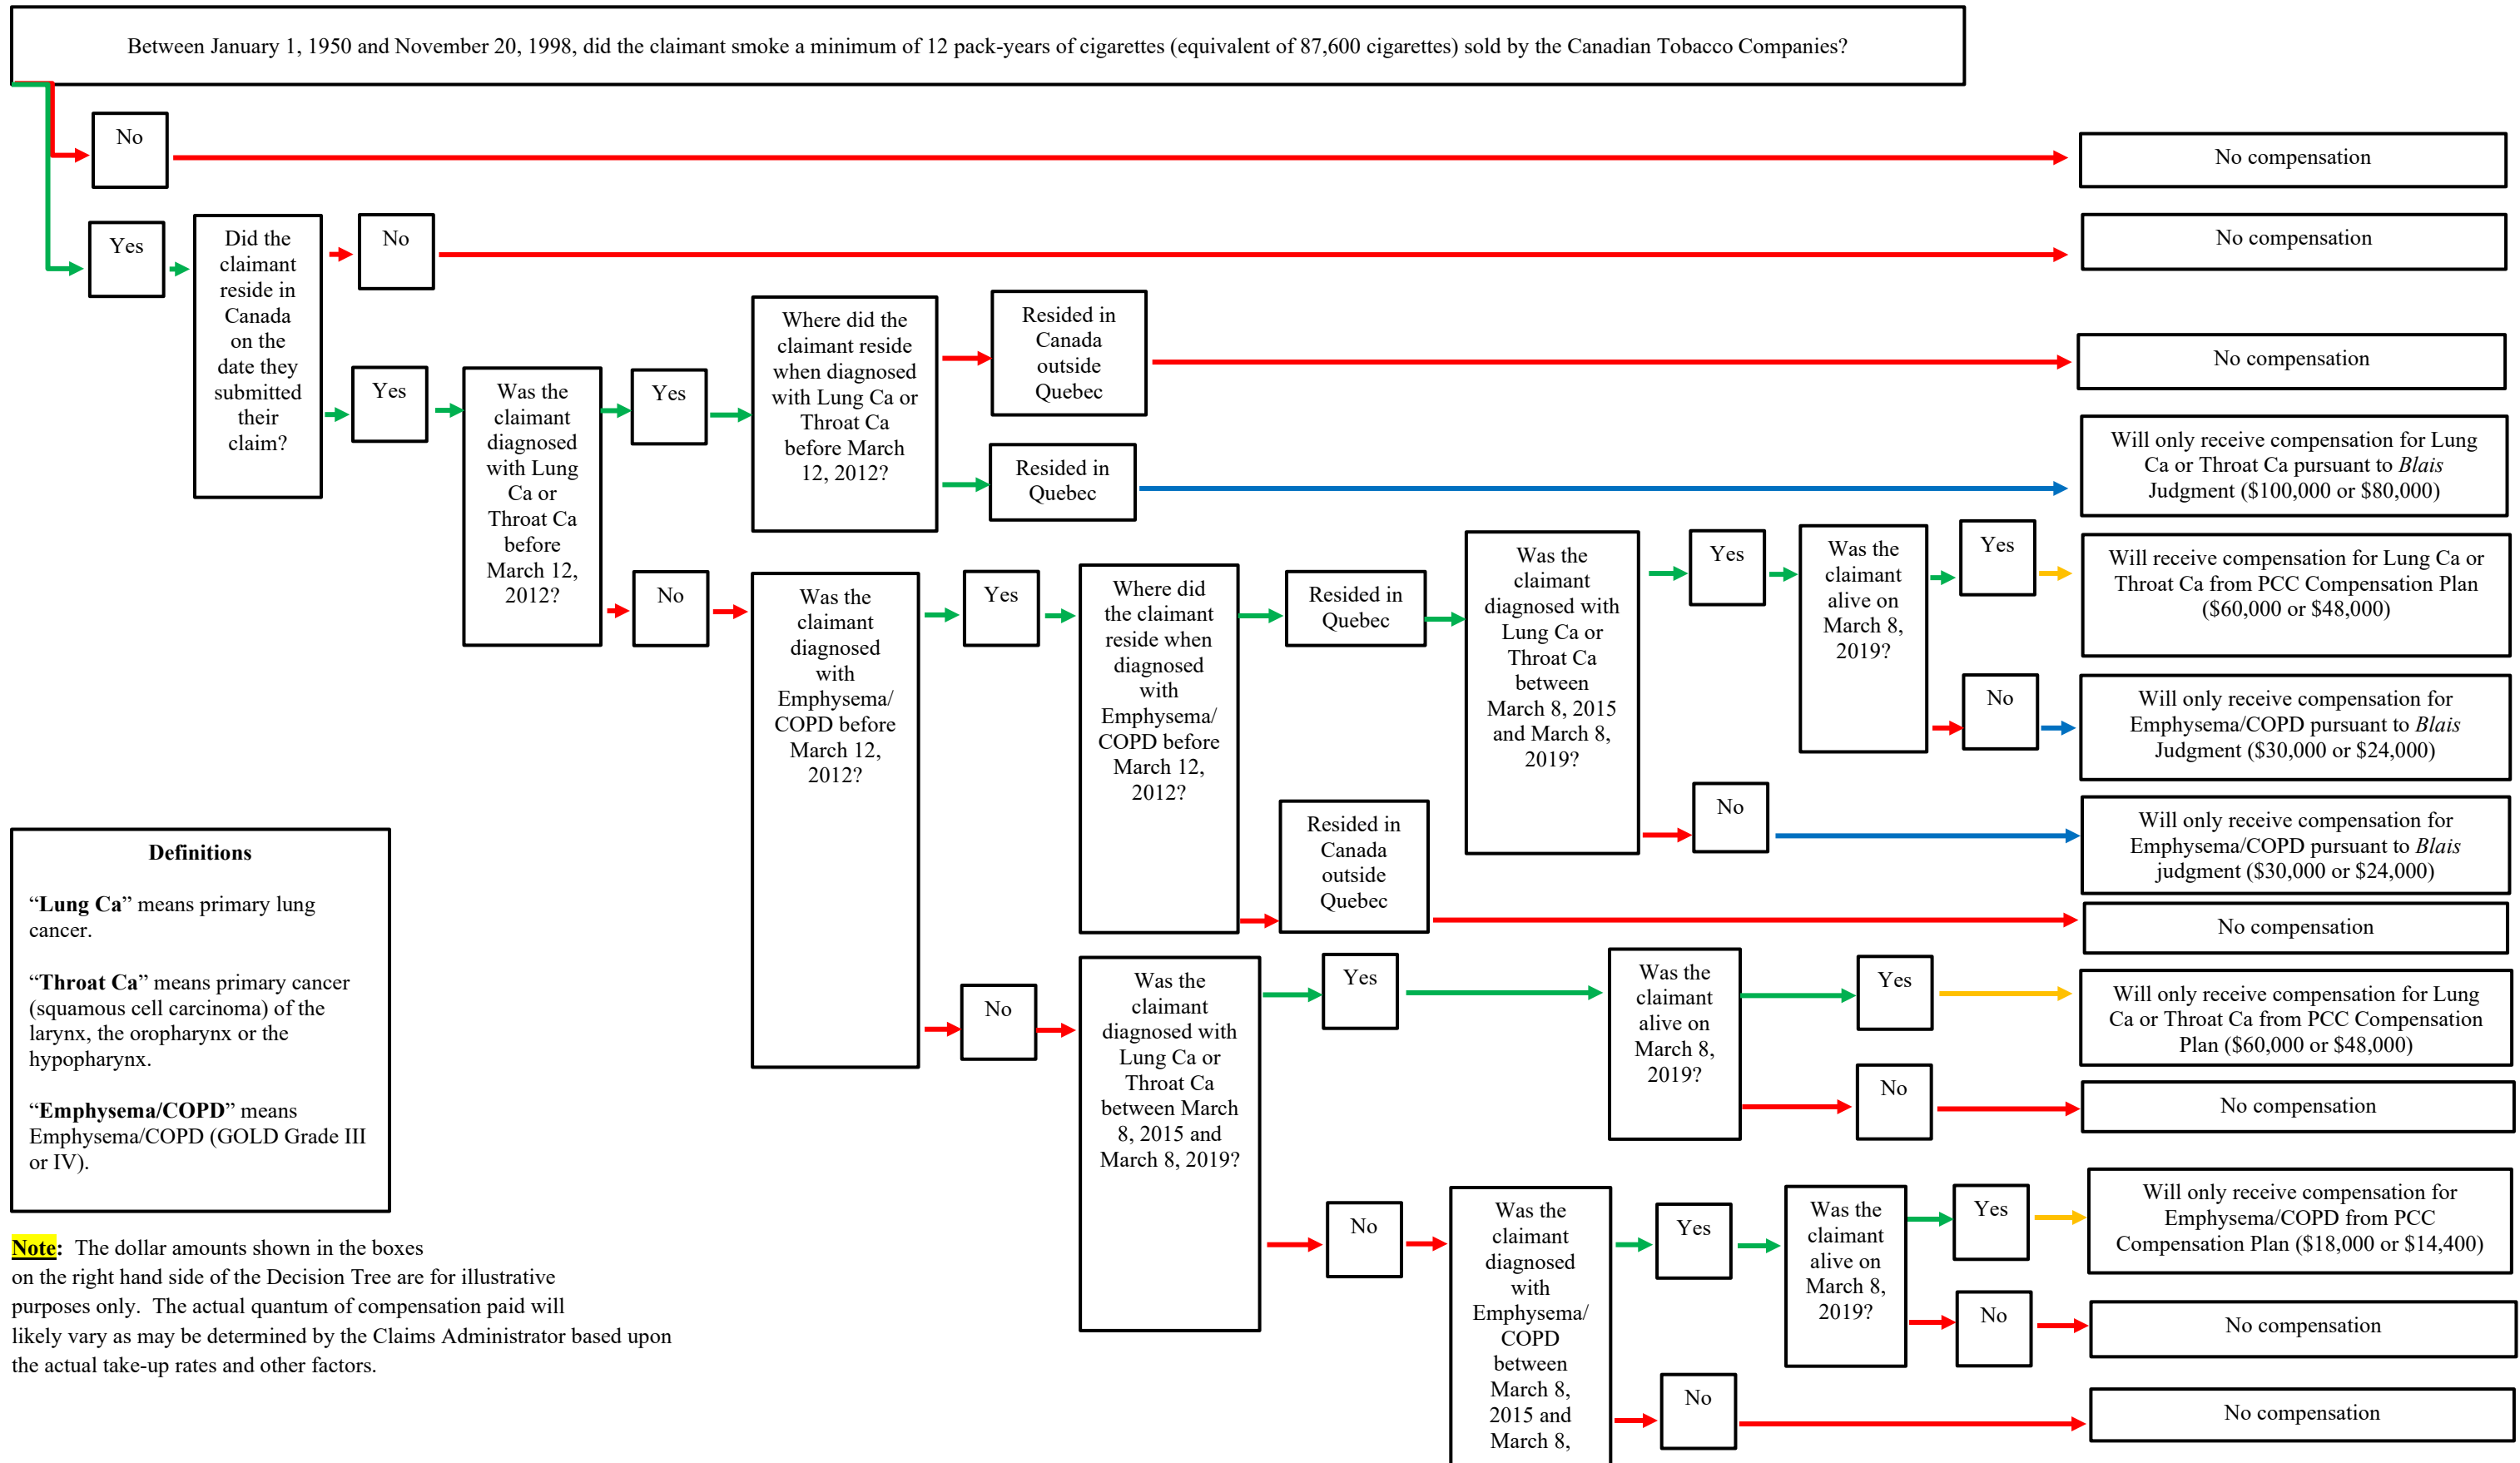 Between January 1, 1950 and November 20, 1998, did the claimant smoke a minimum of 12 pack-years of cigarettes (equivalent of 87,600 cigarettes) sold by the Canadian Tobacco Companies?
No
No compensation
Yes
Did the
claimant
reside in
Canada
on the
date they
submitted
their
claim?
No
No compensation
Yes
Was the
claimant
diagnosed
with Lung
Ca or
Throat Ca
before
March 12,
2012?
Yes
Where did the
claimant reside
when diagnosed
with Lung Ca or
Throat Ca
before March
12, 2012?
Resided in
Canada
outside
Quebec
No compensation
Resided in
Quebec
Will only receive compensation for Lung
Ca or Throat Ca pursuant to Blais
Judgment ($100,000 or $80,000)
No
Was the
claimant
diagnosed
with
Emphysema/
COPD before
March 12,
2012?
Yes
Where did
the claimant
reside when
diagnosed
with
Emphysema/
COPD before
March 12,
2012?
Resided in
Quebec
Was the
claimant
diagnosed with
Lung Ca or
Throat Ca
between
March 8, 2015
and March 8,
2019?
Yes
Was the
claimant
alive on
March 8,
2019?
Yes
Will receive compensation for Lung Ca or
Throat Ca from PCC Compensation Plan
($60,000 or $48,000)
No
Will only receive compensation for
Emphysema/COPD pursuant to Blais
Judgment ($30,000 or $24,000)
No
Will only receive compensation for
Emphysema/COPD pursuant to Blais
judgment ($30,000 or $24,000)
Resided in
Canada
outside
Quebec
No compensation
No
Was the
claimant
diagnosed with
Lung Ca or
Throat Ca
between March
8, 2015 and
March 8, 2019?
Yes
Was the
claimant
alive on
March 8,
2019?
Yes
Will only receive compensation for Lung
Ca or Throat Ca from PCC Compensation
Plan ($60,000 or $48,000)
No
No compensation
No
Was the
claimant
diagnosed
with
Emphysema/
COPD
between
March 8,
2015 and
March 8,
Yes
Was the
claimant
alive on
March 8,
2019?
Yes
Will only receive compensation for
Emphysema/COPD from PCC
Compensation Plan ($18,000 or $14,400)
No
No compensation
No
No compensation
Definitions
“Lung Ca” means primary lung
cancer.
“Throat Ca” means primary cancer
(squamous cell carcinoma) of the
larynx, the oropharynx or the
hypopharynx.
“Emphysema/COPD” means
Emphysema/COPD (GOLD Grade III
or IV).
Note: The dollar amounts shown in the boxes
on the right hand side of the Decision Tree are for illustrative
purposes only. The actual quantum of compensation paid will
likely vary as may be determined by the Claims Administrator based upon
the actual take-up rates and other factors.